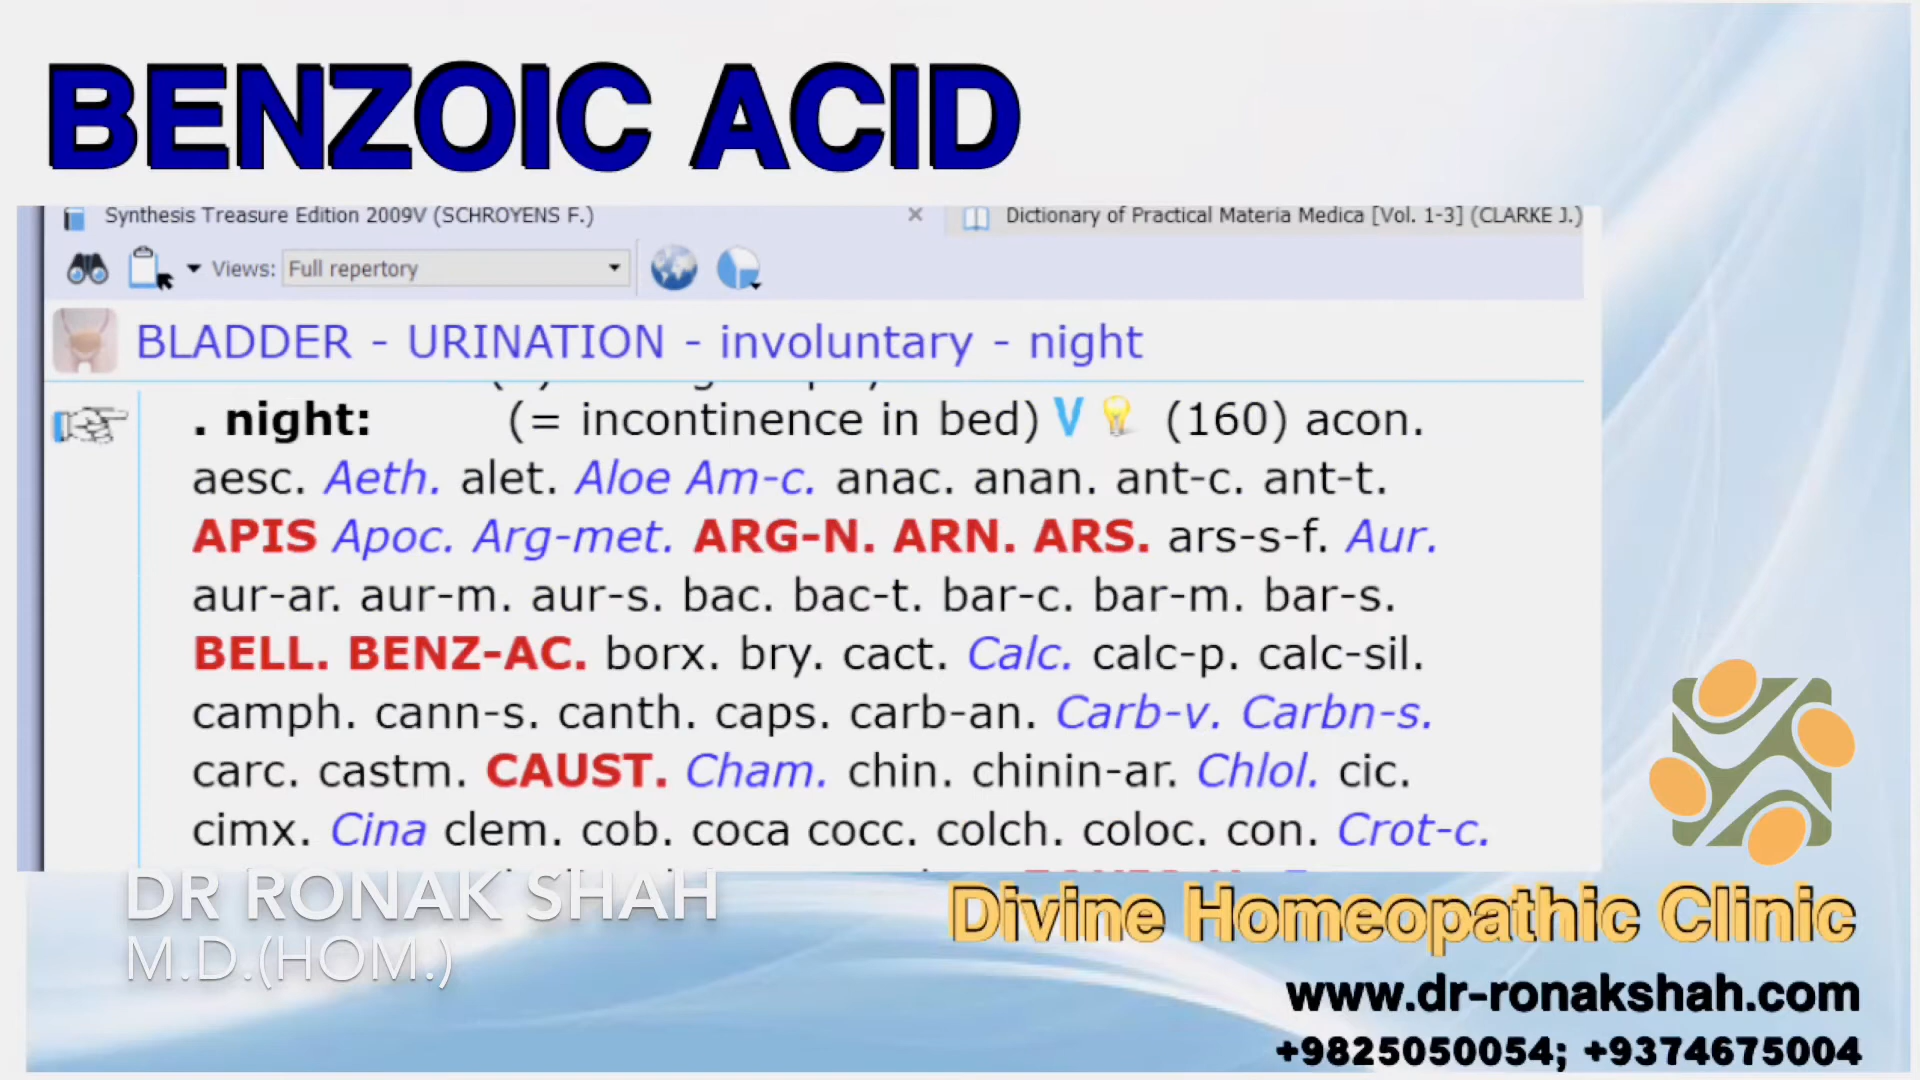 BENZOIC ACID
Synthesis Treasure Edition 2009V (SCHROYENS F.)
Dictionary of Practical Materia Medica [Vol. 1-3] (CLARKE J.)
Views: Full repertory
BLADDER - URINATION - involuntary - night
. night: (= incontinence in bed) V (160) acon.
aesc. Aeth. alet. Aloe Am-c. anac. anan. ant-c. ant-t.
APIS Apoc. Arg-met. ARG-N. ARN. ARS. ars-s-f. Aur.
aur-ar. aur-m. aur-s. bac. bac-t. bar-c. bar-m. bar-s.
BELL. BENZ-AC. borx. bry. cact. Calc. calc-p. calc-sil.
camph. cann-s. canth. caps. carb-an. Carb-v. Carbn-s.
carc. castm. CAUST. Cham. chin. chinin-ar. Chlol. cic.
cimx. Cina clem. cob. coca cocc. colch. coloc. con. Crot-c.
DR RONAK SHAH
M.D.(HOM.)
Divine Homeopathic Clinic
www.dr-ronakshah.com
+9825050054; +9374675004